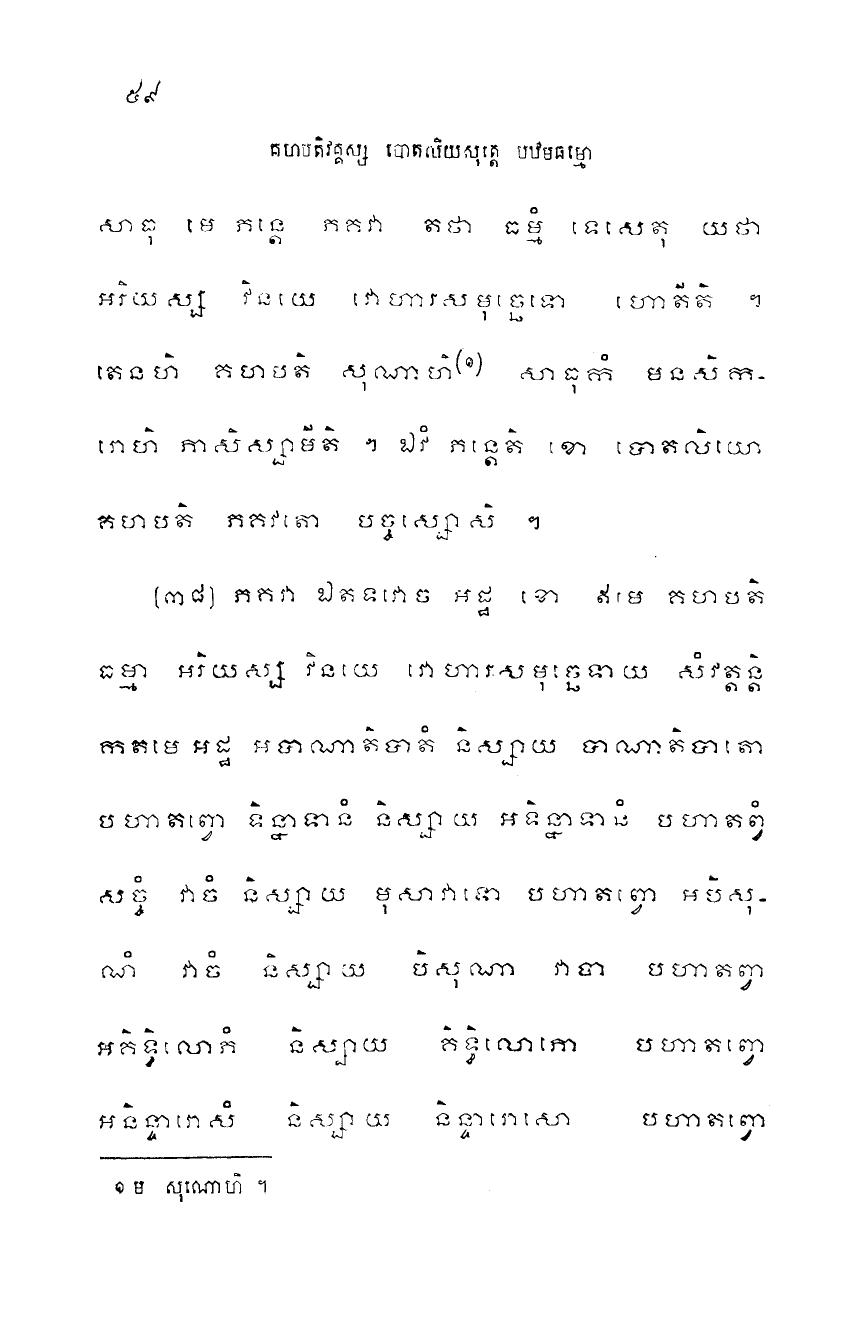 ៥៩
គហបតិវគ្គស្ស បោតលិយសុត្តេ បឋមធម្មោ
សាធុ មេ ភន្តេ ភគវា តថា ធម្មំ ទេសេតុ យថា
អរិយស្ស វិនយេ វោហារសមុច្ឆេទោ ហោតីតិ ។
តេនហិ គហបតិ សុណាហិ(១) សាធុកំ មនសិក-
រោហិ ភាសិស្សាមីតិ ។ ឯវំ ភន្តេតិ ខោ បោតលិយោ
គហបតិ ភគវតោ បច្ចស្សោសិ ។
[៣៨] ភគវា ឯតទវោច អដ្ឋ ខោ ឥមេ គហបតិ
ធម្មា អរិយស្ស វិនយេ វោហារសមុច្ឆេទាយ សំវត្តន្តិ
កតមេ អដ្ឋ អបាណាតិបាតំ និស្សាយ បាណាតិបាតោ
បហាតព្វោ ទិន្នាទានំ និស្សាយ អទិន្នាទានំ បហាតព្វំ
សច្ចំ វាចំ និស្សាយ មុសាវាទោ បហាតព្វោ អបិសុ-
ណំ វាចំ និស្សាយ បិសុណា វាចា បហាតព្វា
អគិទ្ធិលោភំ និស្សាយ គិទ្ធិលោភោ បហាតព្វោ
អនិន្ទារោសំ និស្សាយ និន្ទារោសោ បហាតព្វោ
១ ម សុណោហិ ។